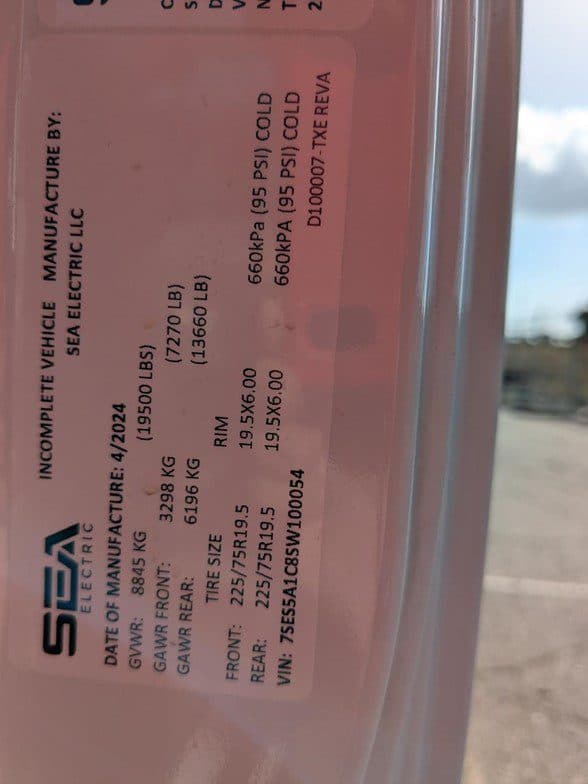 SEA
ELECTRIC
INCOMPLETE VEHICLE MANUFACTURE BY:
SEA ELECTRIC LLC
DATE OF MANUFACTURE: 4/2024
GVWR: 8845 KG (19500 LBS)
GAWR FRONT: 3298 KG (7270 LB)
GAWR REAR: 6196 KG (13660 LB)
TIRE SIZE RIM
FRONT: 225/75R19.5 19.5X6.00 660kPa (95 PSI) COLD
REAR: 225/75R19.5 19.5X6.00 660kPA (95 PSI) COLD
VIN: 7SES5A1C8SW100054
D100007-TXE REVA